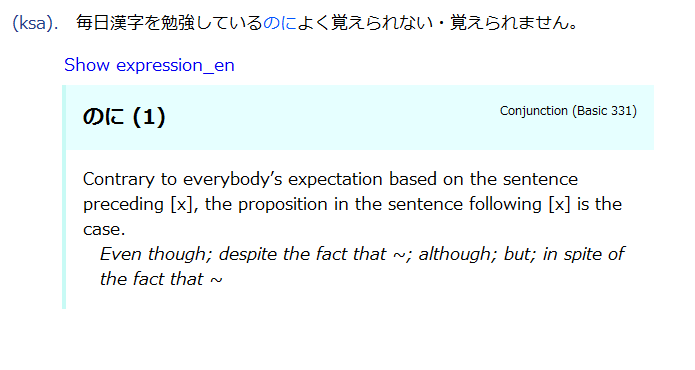 (ksa). 毎日漢字を勉強しているのによく覚えられない・覚えられません。
Show expression_en
のに (1)
Conjunction (Basic 331)
Contrary to everybody’s expectation based on the sentence
preceding [x], the proposition in the sentence following [x] is the
case.
Even though; despite the fact that ~; although; but; in spite of
the fact that ~